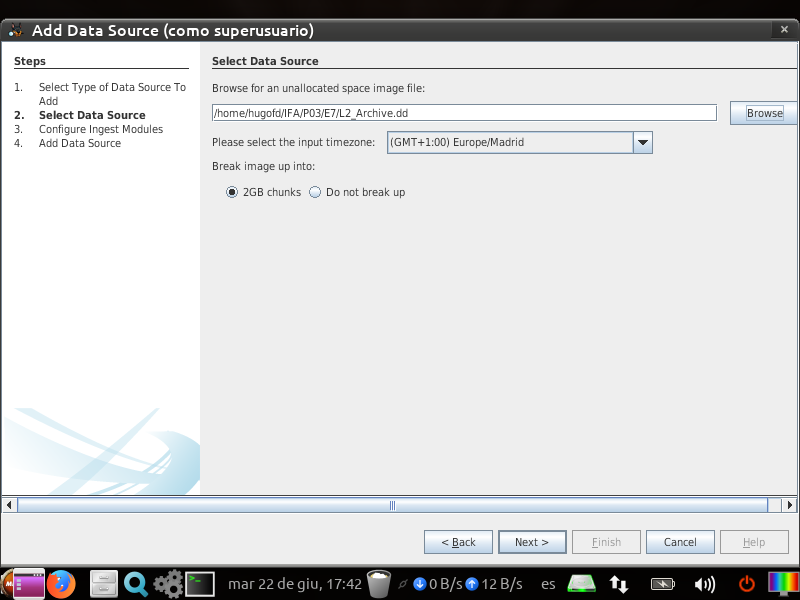 Add Data Source (como superusuario)
Steps
1. Select Type of Data Source To
Add
2. Select Data Source
3. Configure Ingest Modules
4. Add Data Source
Select Data Source
Browse for an unallocated space image file:
/home/hugofd/IFA/P03/E7/L2_Archive.dd
Browse
Please select the input timezone: (GMT+1:00) Europe/Madrid
Break image up into:
2GB chunks Do not break up
< Back Next > Finish Cancel Help
mar 22 de giu, 17:42 0 B/s 12 B/s es